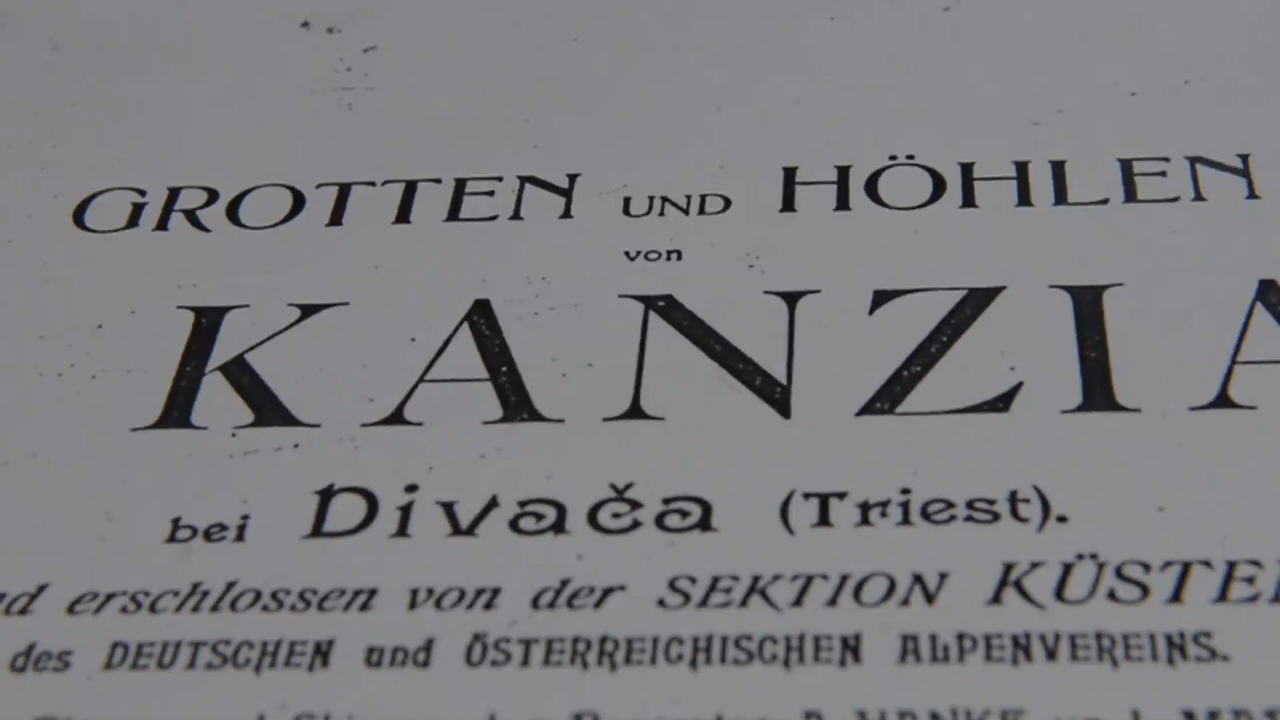 GROTTEN UND HÖHLEN
von
KANZIA
bei Divača (Triest).
erschlossen von der SEKTION KÜSTE
des DEUTSCHEN und ÖSTERREICHISCHEN ALPENVEREINS.